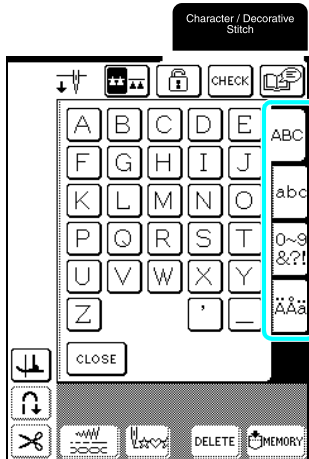 Character / Decorative
Stitch
CHECK
A B C D E
ABC
F G H I J
K L M N O
abc
P Q R S T
0~9
&?!
U V W X Y
Z ' _
ÄÅä
CLOSE
DELETE MEMORY